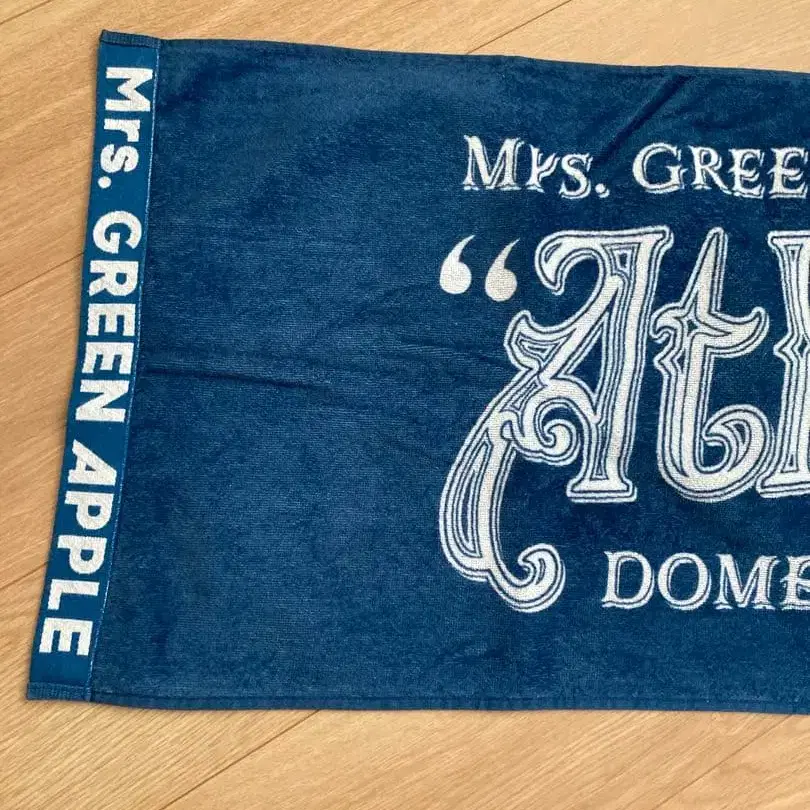 Mrs. GREEN APPLE
Mrs. GREE
"At
DOME